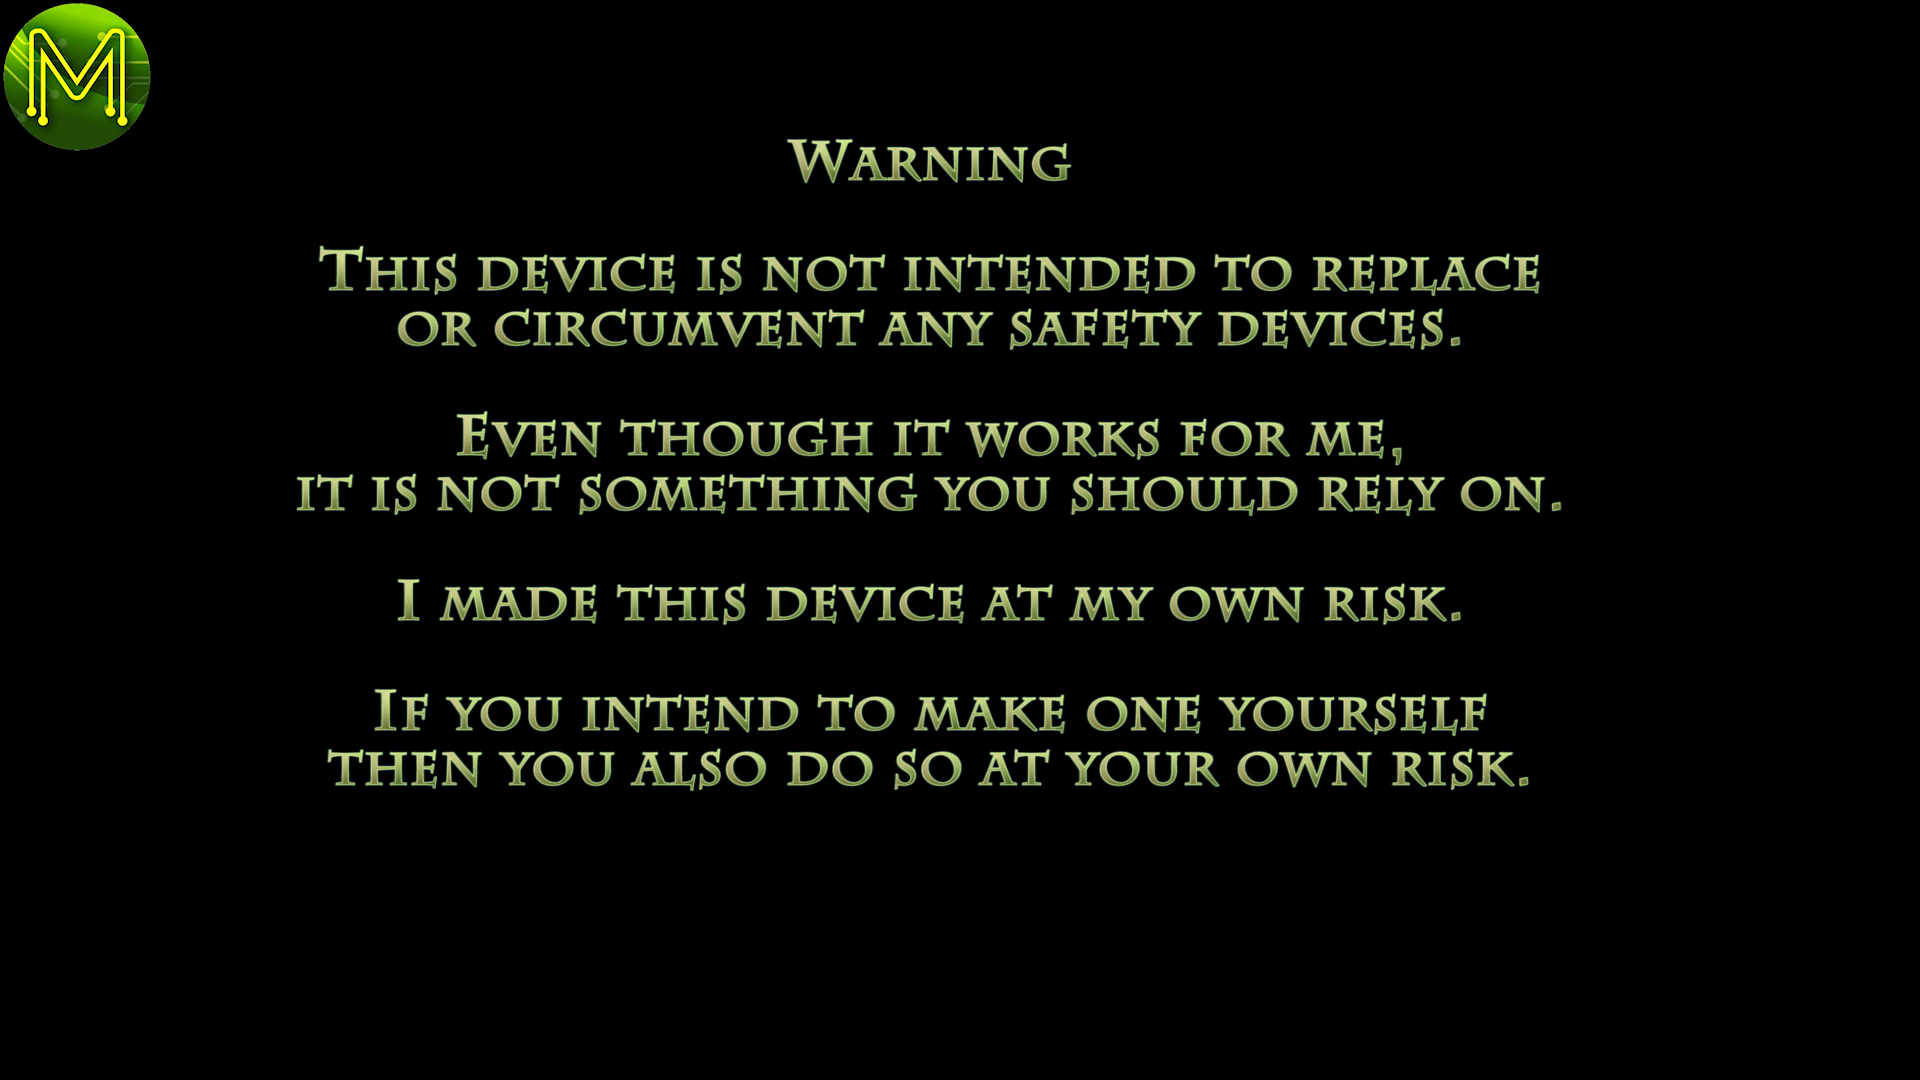 M
Warning
This device is not intended to replace
or circumvent any safety devices.
Even though it works for me,
it is not something you should rely on.
I made this device at my own risk.
If you intend to make one yourself
then you also do so at your own risk.